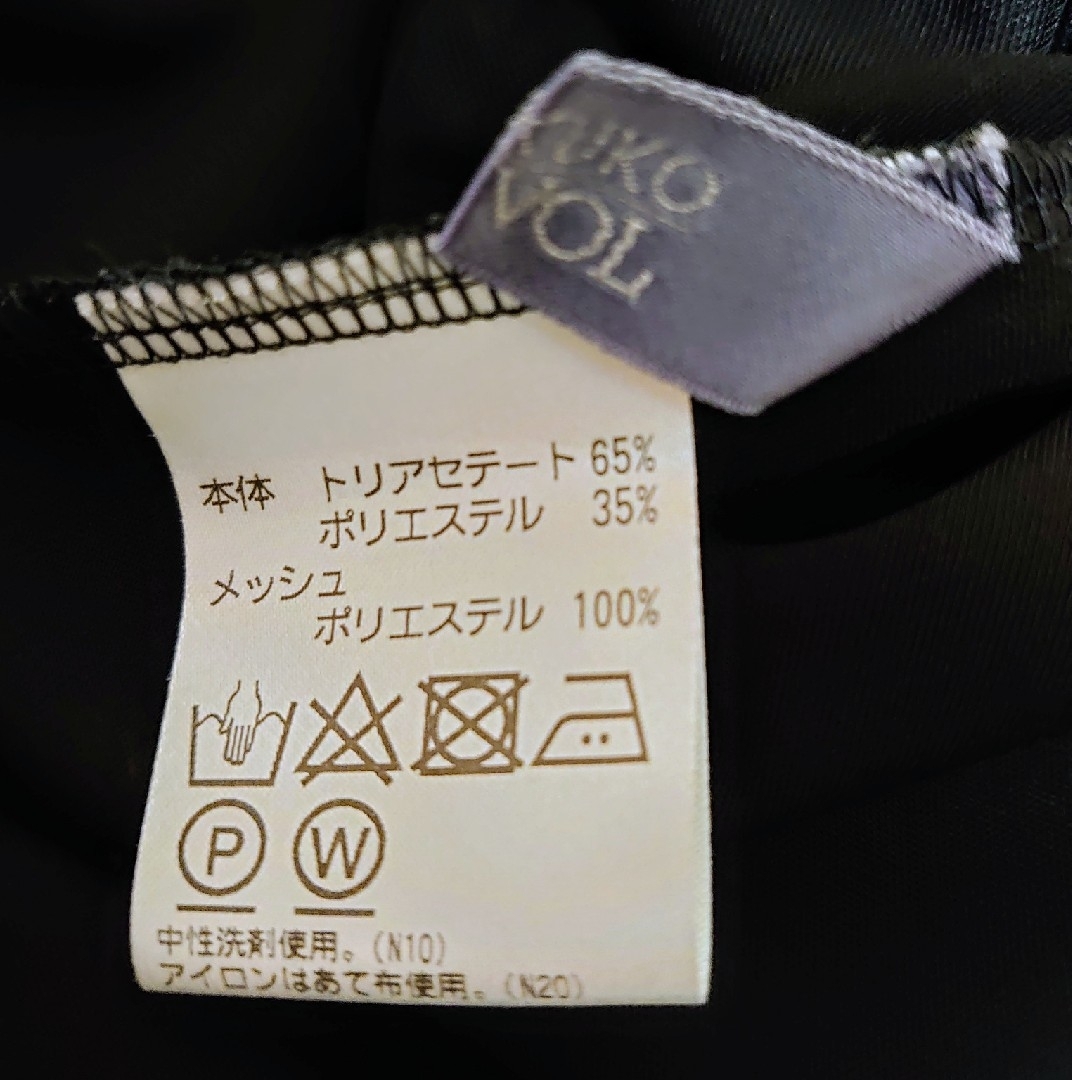 VOL
本体 トリアセテート 65%
ポリエステル 35%
メッシュ
ポリエステル 100%
P W
中性洗剤使用。(N10)
アイロンはあて布使用。(N20)